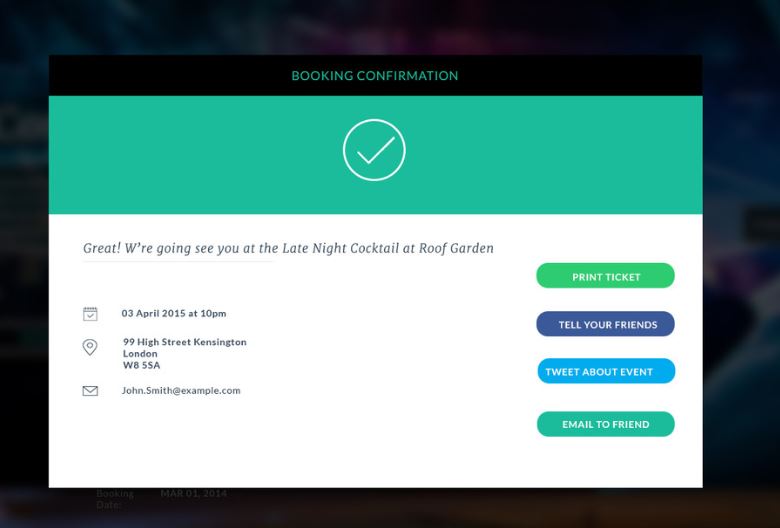 BOOKING CONFIRMATION
Great! W’re going see you at the Late Night Cocktail at Roof Garden
PRINT TICKET
03 April 2015 at 10pm
TELL YOUR FRIENDS
99 High Street Kensington
London
W8 5SA
TWEET ABOUT EVENT
John.Smith@example.com
EMAIL TO FRIEND
Booking MAR 01, 2014
Date: